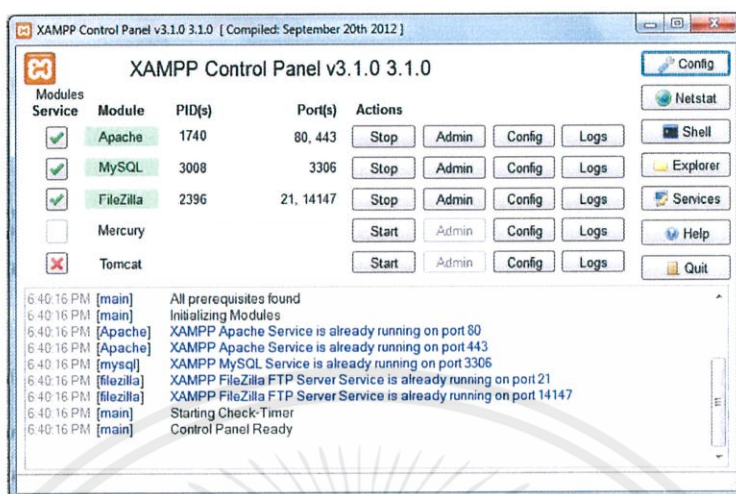 XAMPP Control Panel v3.1.0 3.1.0 [ Compiled: September 20th 2012 ]
XAMPP Control Panel v3.1.0 3.1.0
Config
Modules
Service Module PID(s) Port(s) Actions
Netstat
Apache 1740 80, 443 Stop Admin Config Logs
Shell
MySQL 3008 3306 Stop Admin Config Logs
Explorer
FileZilla 2396 21, 14147 Stop Admin Config Logs
Services
Mercury Start Admin Config Logs
Help
Tomcat Start Admin Config Logs
Quit
6:40:16 PM [main] All prerequisites found
6:40:16 PM [main] Initializing Modules
6:40:16 PM [Apache] XAMPP Apache Service is already running on port 80
6:40:16 PM [Apache] XAMPP Apache Service is already running on port 443
6:40:16 PM [mysql] XAMPP MySQL Service is already running on port 3306
6:40:16 PM [filezilla] XAMPP FileZilla FTP Server Service is already running on port 21
6:40:16 PM [filezilla] XAMPP FileZilla FTP Server Service is already running on port 14147
6:40:16 PM [main] Starting Check-Timer
6:40:16 PM [main] Control Panel Ready